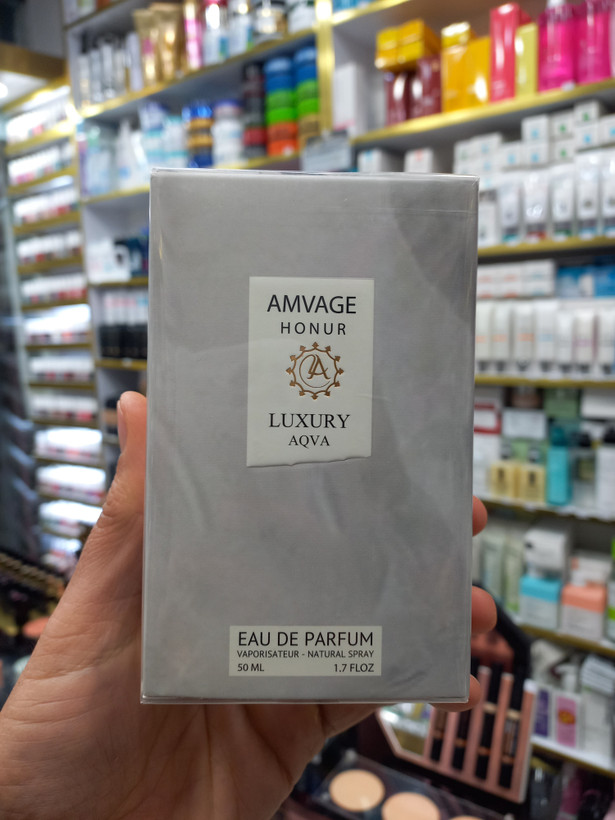 AMVAGE
HONUR
LUXURY
AQVA
EAU DE PARFUM
VAPORISATEUR - NATURAL SPRAY
50 ML 1.7 FLOZ